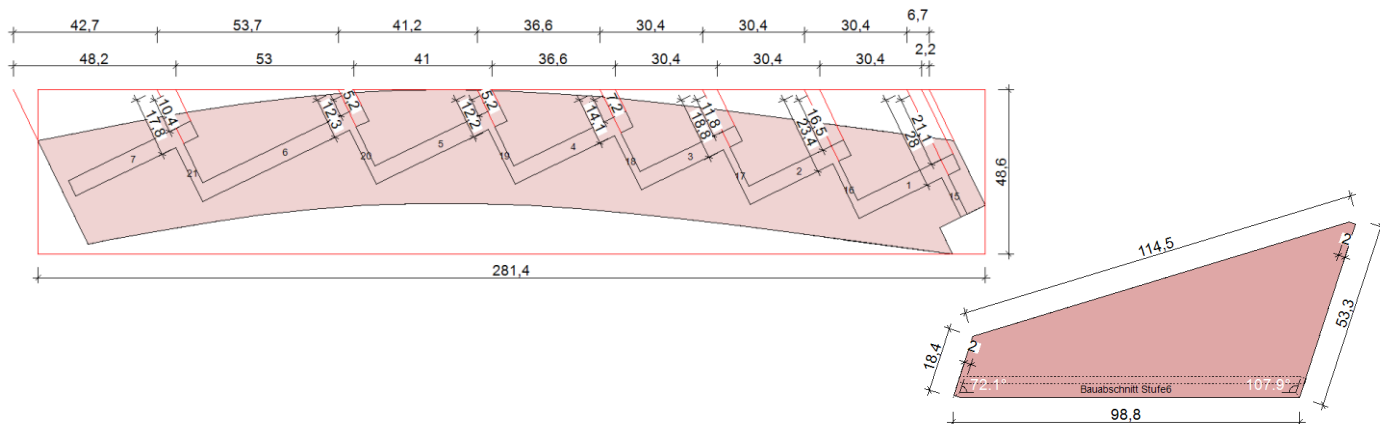 42,7 53,7 41,2 36,6 30,4 30,4 30,4 6,7
48,2 53 41 36,6 30,4 30,4 30,4 2,2
10,4 17,8 12,3 5,2 12,2 5,2 14,1 7,2 18,8 11,8 23,4 16,5 28 21,1
7 21 6 20 5 19 4 18 3 17 2 16 1 15
48,6
281,4
114,5
2
53,3
18,4
2
72.1° 107.9°
Bauabschnitt Stufe6
98,8